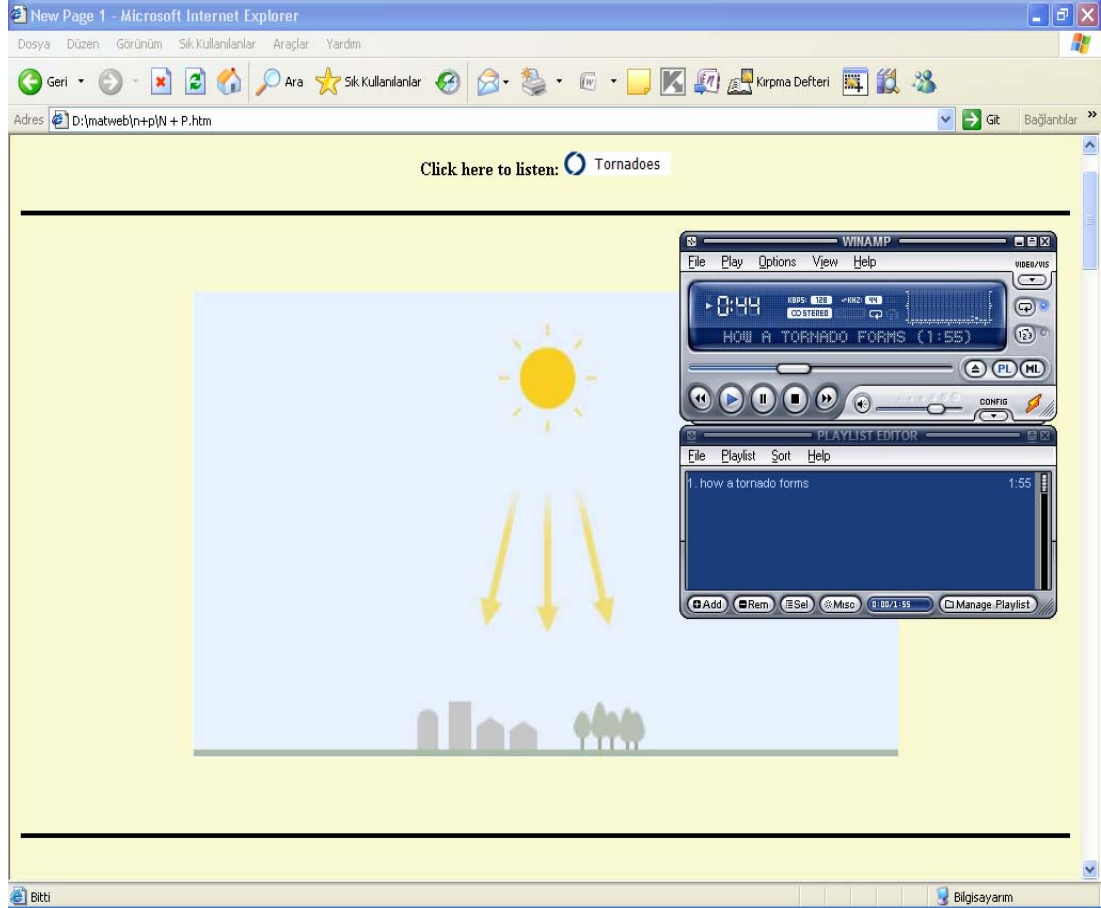 New Page 1 - Microsoft Internet Explorer
Dosya Düzen Görünüm Sık Kullanılanlar Araçlar Yardım
Geri Ara Sık Kullanılanlar Kırpma Defteri
Adres D:\matweb\n+p\N + P.htm Git Bağlantılar »
Click here to listen: Tornadoes
WINAMP
File Play Options View Help VIDEO/VIS
0:44 KBPS: 128 KHZ: 44
STEREO
HOW A TORNADO FORMS (1:55)
PL ML
CONFIG
PLAYLIST EDITOR
File Playlist Sort Help
1. how a tornado forms 1:55
Add Rem Sel Misc 0:00/1:55 Manage Playlist
Bitti Bilgisayarım